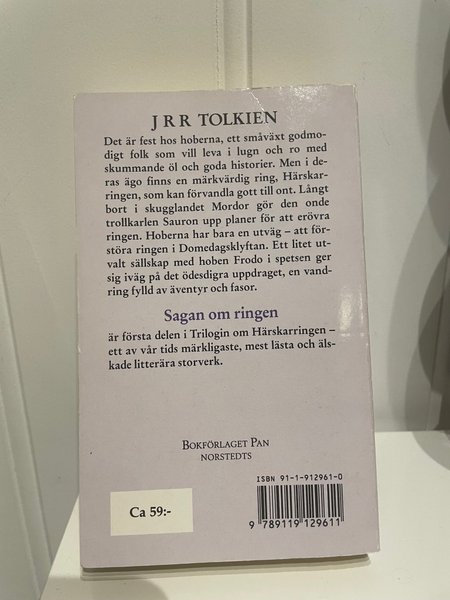 J R R TOLKIEN
Det är fest hos hoberna, ett småväxt godmo-
digt folk som vill leva i lugn och ro med
skummande öl och goda historier. Men i de-
ras ägo finns en märkvärdig ring, Härskar-
ringen, som kan förvandla gott till ont. Långt
bort i skugglandet Mordor gör den onde
trollkarlen Sauron upp planer för att erövra
ringen. Hoberna har bara en utväg – att för-
störa ringen i Domedagsklyftan. Ett litet ut-
valt sällskap med hoben Frodo i spetsen ger
sig iväg på det ödesdigra uppdraget, en vand-
ring fylld av äventyr och fasor.
Sagan om ringen
är första delen i Trilogin om Härskarringen –
ett av vår tids märkligaste, mest lästa och äls-
kade litterära storverk.
BOKFÖRLAGET PAN
NORSTEDTS
ISBN 91-1-912961-0
Ca 59:-
9 789119 129611